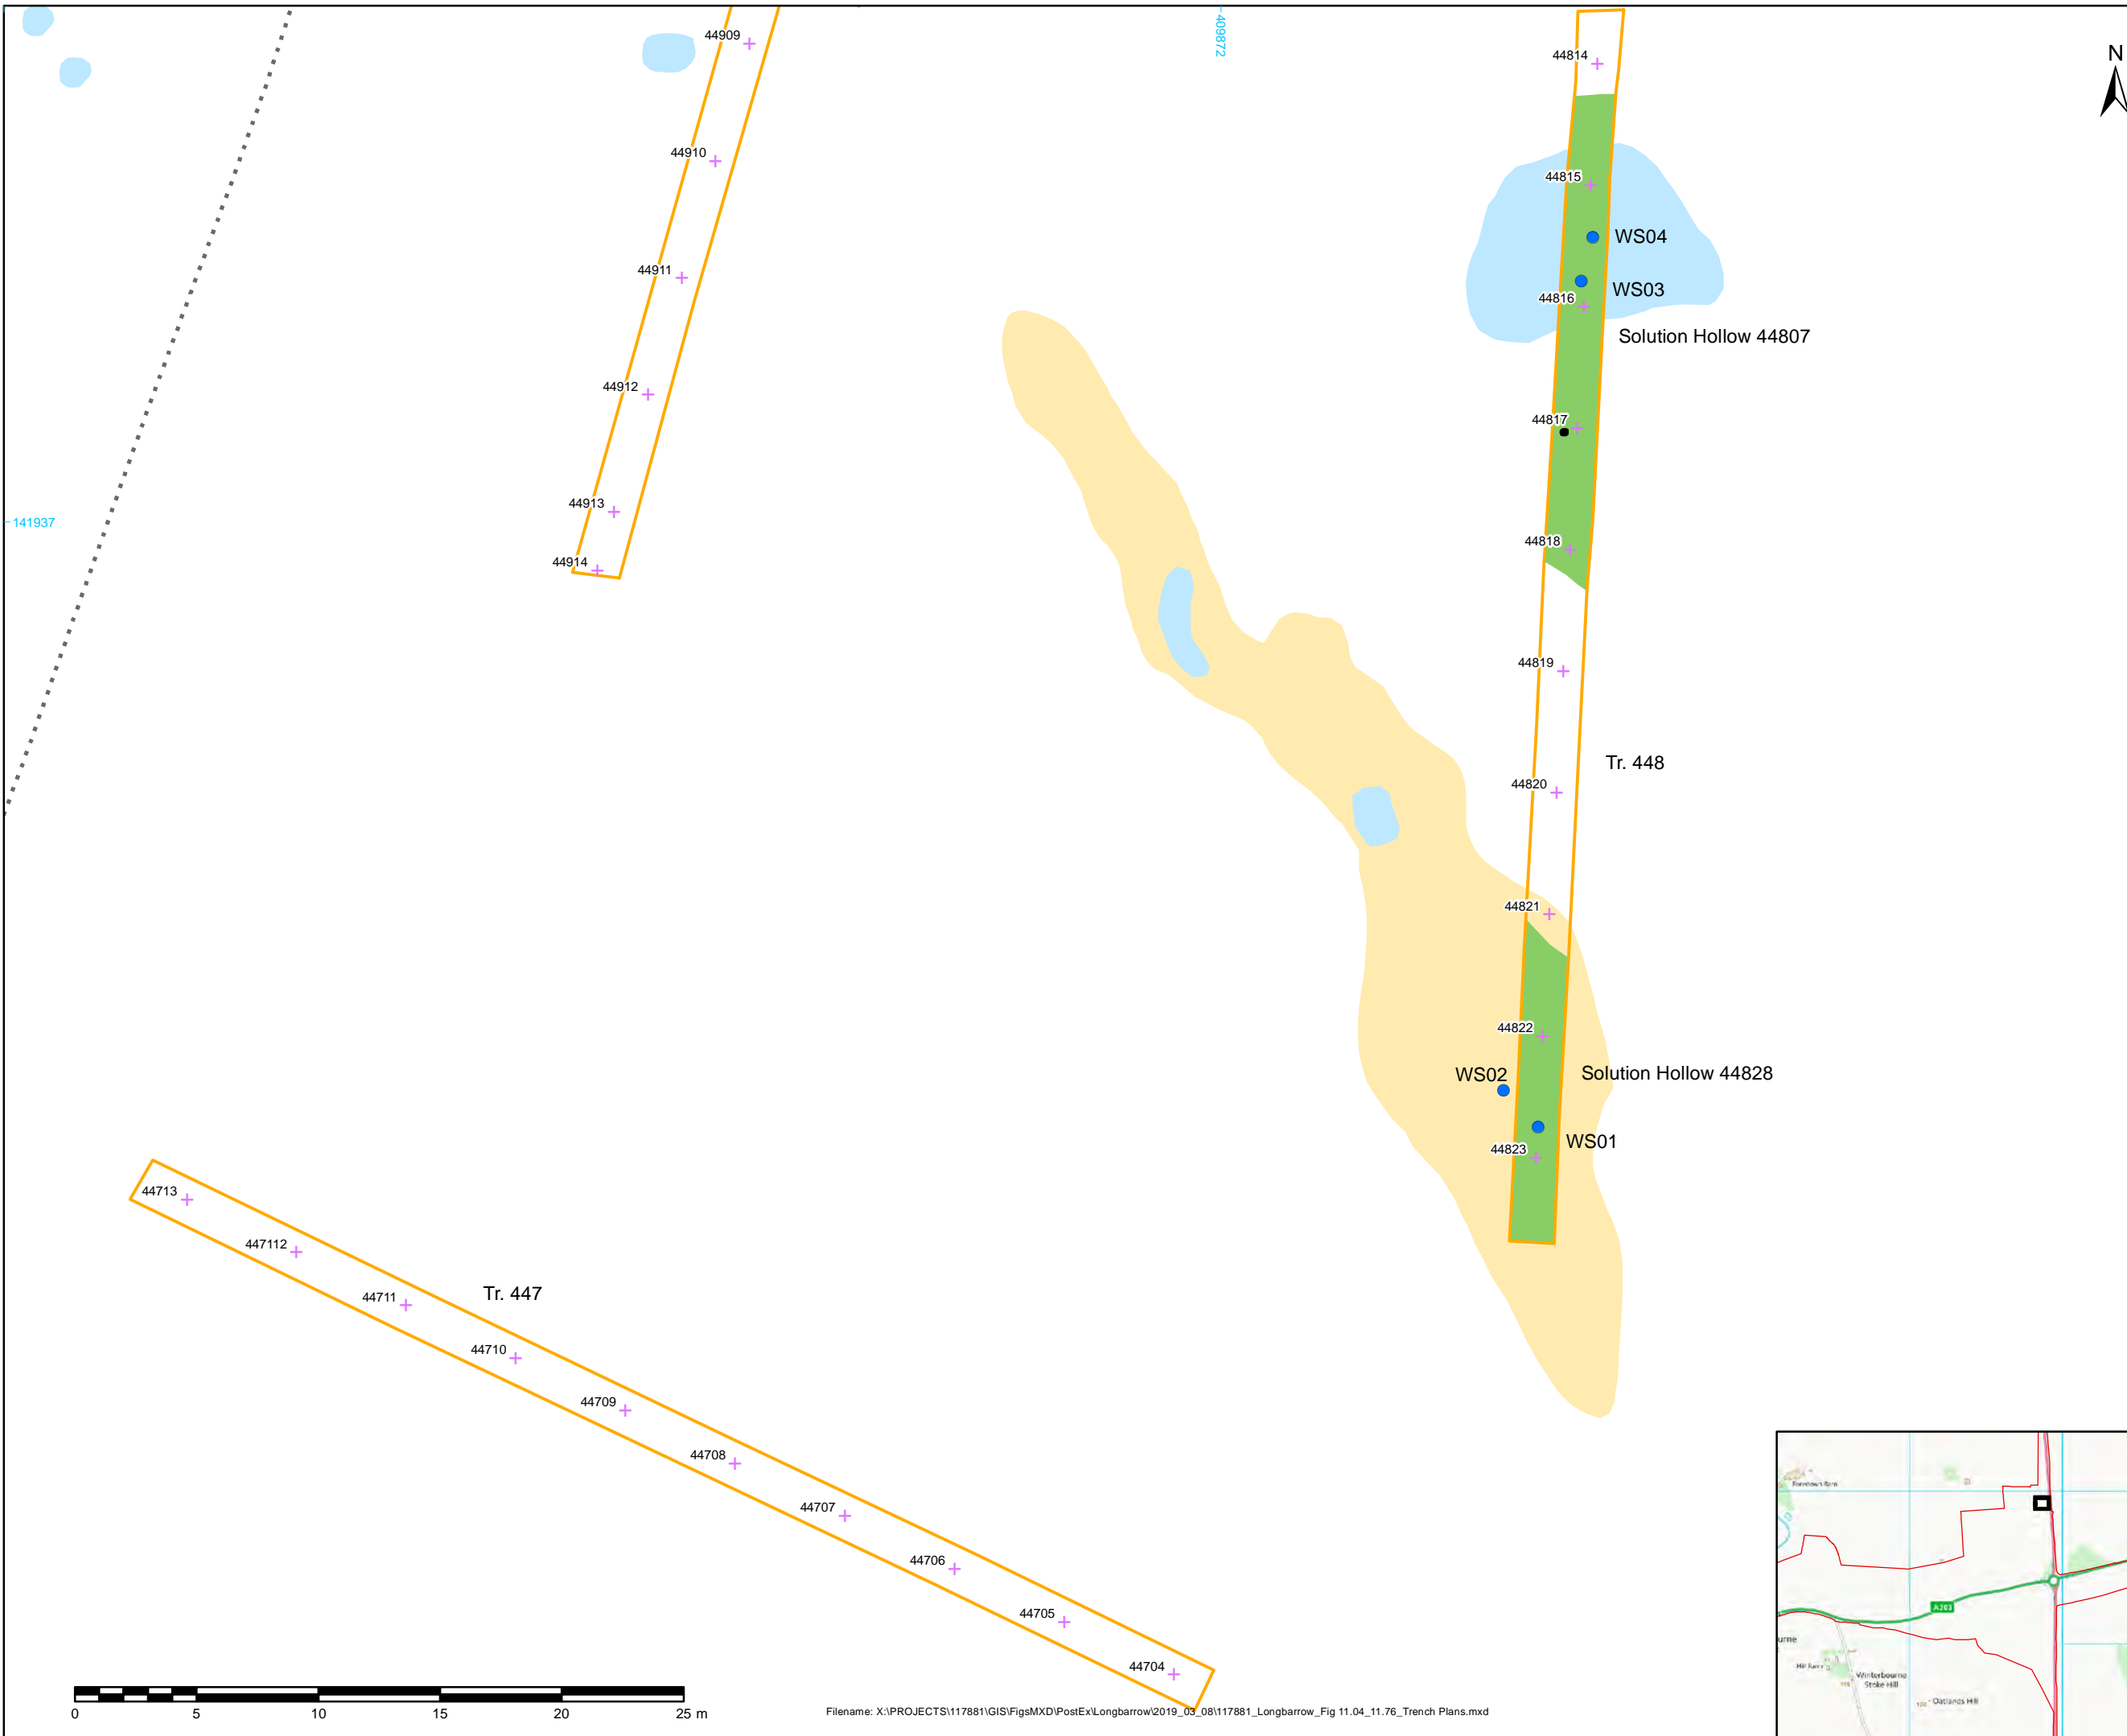 409872
N
44909
44814
44910
44815
WS04
44911
WS03
44816
Solution Hollow 44807
44912
44817
44913
141937
44818
44914
44819
Tr. 448
44820
44821
44822
WS02
Solution Hollow 44828
WS01
44823
44713
447112
Tr. 447
44711
44710
44709
44708
44707
44706
44705
44704
A303
Winterbourne
Stoke Hill
Oatlands Hill
0 5 10 15 20 25 m
Filename: X:\PROJECTS\117881\GIS\FigsMXD\PostEx\Longbarrow\2019_03_08\117881_Longbarrow_Fig 11.04_11.76_Trench Plans.mxd